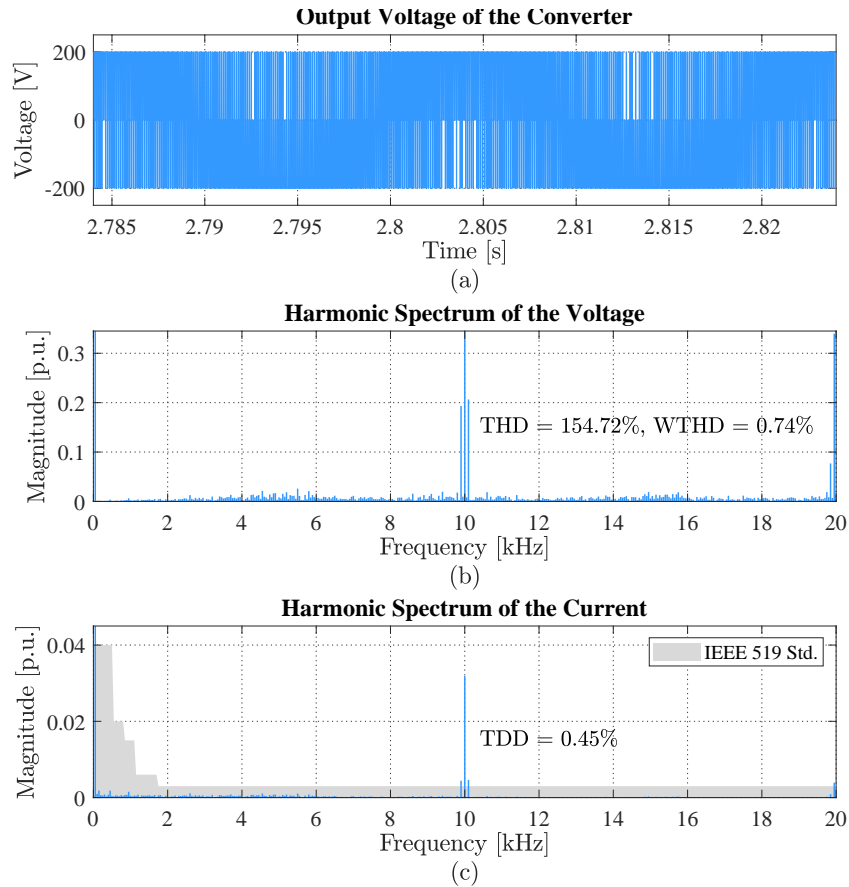 Output Voltage of the Converter
Voltage [V]
200
0
-200
2.785 2.79 2.795 2.8 2.805 2.81 2.815 2.82
Time [s]
(a)
Harmonic Spectrum of the Voltage
Magnitude [p.u.]
0.3
0.2
0.1
0
THD = 154.72%, WTHD = 0.74%
0 2 4 6 8 10 12 14 16 18 20
Frequency [kHz]
(b)
Harmonic Spectrum of the Current
Magnitude [p.u.]
0.04
0.02
0
IEEE 519 Std.
TDD = 0.45%
0 2 4 6 8 10 12 14 16 18 20
Frequency [kHz]
(c)